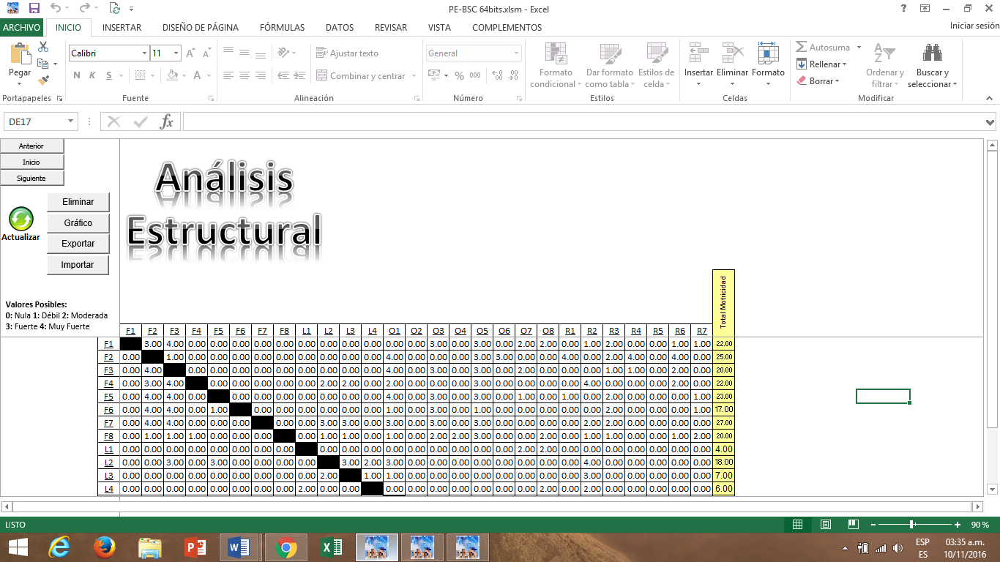 PE-BSC 64bits.xlsm - Excel
ARCHIVO INICIO INSERTAR DISEÑO DE PÁGINA FÓRMULAS DATOS REVISAR VISTA COMPLEMENTOS Iniciar sesión
Pegar
Portapapeles
Calibri 11
N K S
Fuente
Ajustar texto
Combinar y centrar
Alineación
General
% 000
Número
Formato condicional
Dar formato como tabla
Estilos de celda
Estilos
Insertar Eliminar Formato
Celdas
Autosuma
Rellenar
Borrar
Ordenar y filtrar
Buscar y seleccionar
Modificar
DE17 fx
Anterior
Inicio
Siguiente
Eliminar
Gráfico
Exportar
Importar
Actualizar
Valores Posibles:
0: Nula 1: Débil 2: Moderada
3: Fuerte 4: Muy Fuerte
Análisis
Estructural
Total Motricidad
F1 F2 F3 F4 F5 F6 F7 F8 L1 L2 L3 L4 O1 O2 O3 O4 O5 O6 O7 O8 R1 R2 R3 R4 R5 R6 R7
F1 3.00 4.00 0.00 0.00 0.00 0.00 0.00 0.00 0.00 0.00 0.00 0.00 0.00 3.00 0.00 3.00 0.00 2.00 2.00 0.00 1.00 2.00 0.00 0.00 1.00 1.00 22.00
F2 0.00 1.00 0.00 0.00 0.00 0.00 0.00 0.00 0.00 0.00 0.00 4.00 0.00 0.00 0.00 3.00 3.00 0.00 0.00 4.00 0.00 2.00 4.00 0.00 4.00 0.00 25.00
F3 0.00 4.00 0.00 0.00 0.00 0.00 0.00 0.00 0.00 0.00 0.00 4.00 0.00 3.00 0.00 3.00 0.00 2.00 0.00 0.00 0.00 1.00 1.00 0.00 2.00 0.00 20.00
F4 0.00 3.00 4.00 0.00 0.00 0.00 0.00 0.00 2.00 2.00 0.00 2.00 0.00 0.00 0.00 3.00 0.00 0.00 0.00 0.00 4.00 0.00 0.00 0.00 2.00 0.00 22.00
F5 0.00 4.00 4.00 0.00 0.00 0.00 0.00 0.00 0.00 0.00 0.00 4.00 0.00 3.00 0.00 3.00 0.00 1.00 0.00 1.00 0.00 2.00 0.00 0.00 0.00 1.00 23.00
F6 0.00 4.00 4.00 0.00 1.00 0.00 0.00 0.00 0.00 0.00 0.00 1.00 0.00 3.00 0.00 1.00 0.00 0.00 0.00 0.00 0.00 2.00 0.00 0.00 0.00 1.00 17.00
F7 0.00 4.00 4.00 0.00 0.00 0.00 0.00 0.00 3.00 3.00 0.00 3.00 0.00 3.00 0.00 3.00 0.00 0.00 0.00 0.00 2.00 2.00 0.00 0.00 0.00 0.00 27.00
F8 0.00 1.00 1.00 1.00 0.00 0.00 0.00 0.00 1.00 1.00 0.00 1.00 0.00 2.00 2.00 3.00 0.00 2.00 0.00 0.00 1.00 1.00 0.00 0.00 1.00 2.00 20.00
L1 0.00 0.00 0.00 0.00 0.00 0.00 0.00 0.00 0.00 0.00 0.00 0.00 0.00 0.00 0.00 0.00 0.00 2.00 2.00 0.00 0.00 0.00 0.00 0.00 0.00 0.00 4.00
L2 0.00 0.00 3.00 0.00 3.00 0.00 0.00 0.00 0.00 3.00 2.00 3.00 0.00 0.00 0.00 0.00 0.00 0.00 0.00 0.00 4.00 0.00 0.00 0.00 0.00 0.00 18.00
L3 0.00 0.00 0.00 0.00 0.00 0.00 0.00 0.00 0.00 2.00 1.00 1.00 0.00 0.00 0.00 0.00 0.00 0.00 0.00 0.00 3.00 0.00 0.00 0.00 0.00 0.00 7.00
L4 0.00 0.00 0.00 0.00 0.00 0.00 0.00 0.00 2.00 0.00 0.00 0.00 0.00 0.00 0.00 0.00 0.00 0.00 2.00 0.00 2.00 0.00 0.00 0.00 0.00 0.00 6.00
LISTO 90 %
ESP 03:35 a.m.
ES 10/11/2016